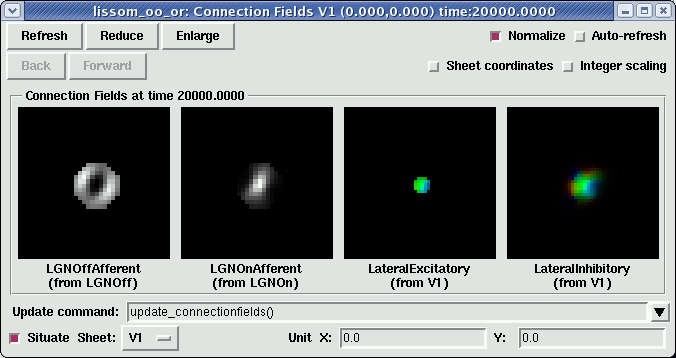 lissom_oo_or: Connection Fields V1 (0.000,0.000) time:20000.0000
Refresh Reduce Enlarge Normalize Auto-refresh
Back Forward Sheet coordinates Integer scaling
Connection Fields at time 20000.0000
LGNOffAfferent LGNOnAfferent LateralExcitatory LateralInhibitory
(from LGNOff) (from LGNOn) (from V1) (from V1)
Update command: update_connectionfields()
Situate Sheet: V1 Unit X: 0.0 Y: 0.0